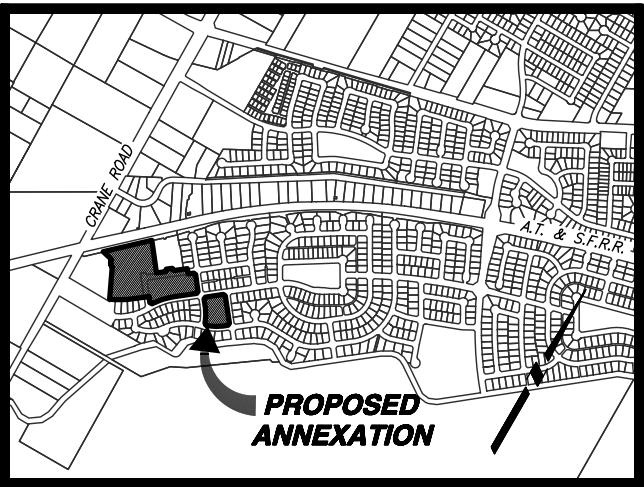 CRANE ROAD
A.T. & S.F.R.R.
PROPOSED
ANNEXATION